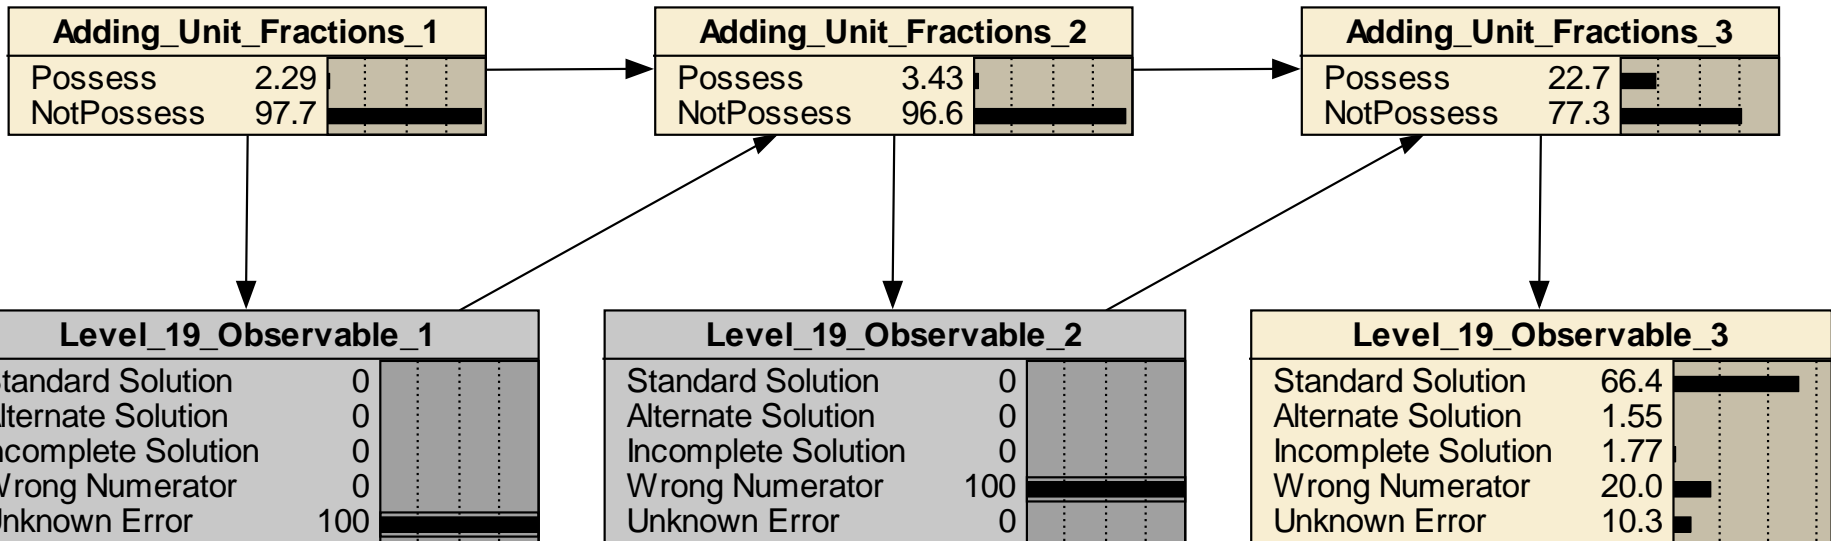 Adding_Unit_Fractions_1
Possess 2.29
NotPossess 97.7
Adding_Unit_Fractions_2
Possess 3.43
NotPossess 96.6
Adding_Unit_Fractions_3
Possess 22.7
NotPossess 77.3
Level_19_Observable_1
Standard Solution 0
Alternate Solution 0
Incomplete Solution 0
Wrong Numerator 0
Unknown Error 100
Level_19_Observable_2
Standard Solution 0
Alternate Solution 0
Incomplete Solution 0
Wrong Numerator 100
Unknown Error 0
Level_19_Observable_3
Standard Solution 66.4
Alternate Solution 1.55
Incomplete Solution 1.77
Wrong Numerator 20.0
Unknown Error 10.3